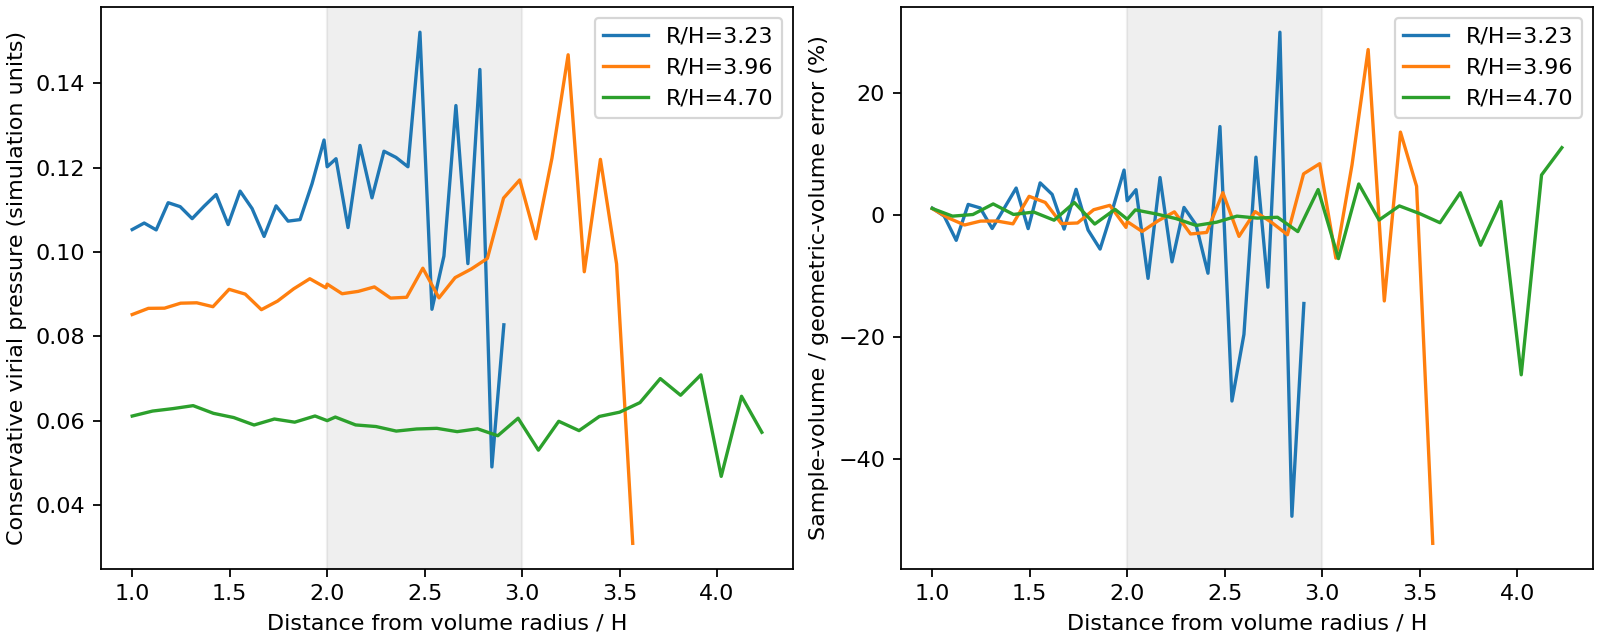 Conservative virial pressure (simulation units)
0.14
0.12
0.10
0.08
0.06
0.04
R/H=3.23
R/H=3.96
R/H=4.70
1.0 1.5 2.0 2.5 3.0 3.5 4.0
Distance from volume radius / H
Sample-volume / geometric-volume error (%)
20
0
−20
−40
R/H=3.23
R/H=3.96
R/H=4.70
1.0 1.5 2.0 2.5 3.0 3.5 4.0
Distance from volume radius / H